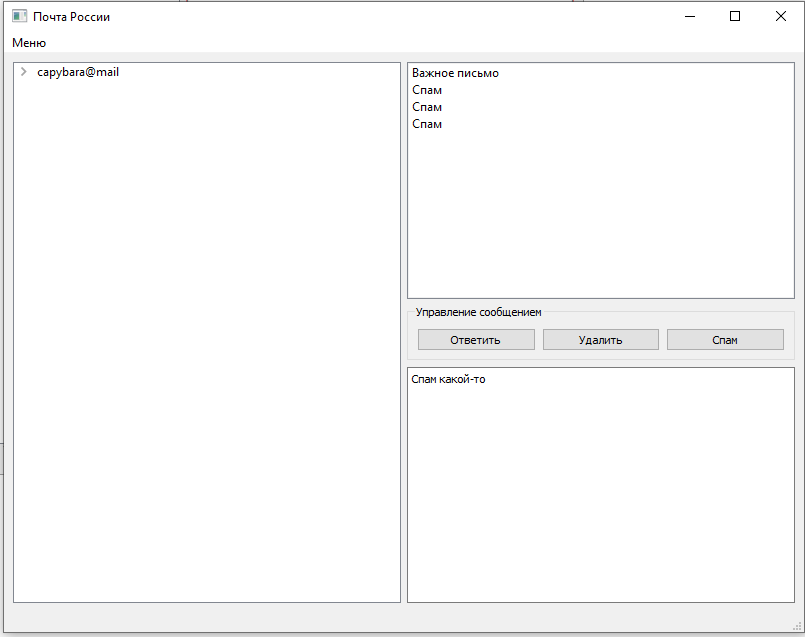 Почта России
Меню
capybara@mail
Важное письмо
Спам
Спам
Спам
Управление сообщением
Ответить
Удалить
Спам
Спам какой-то